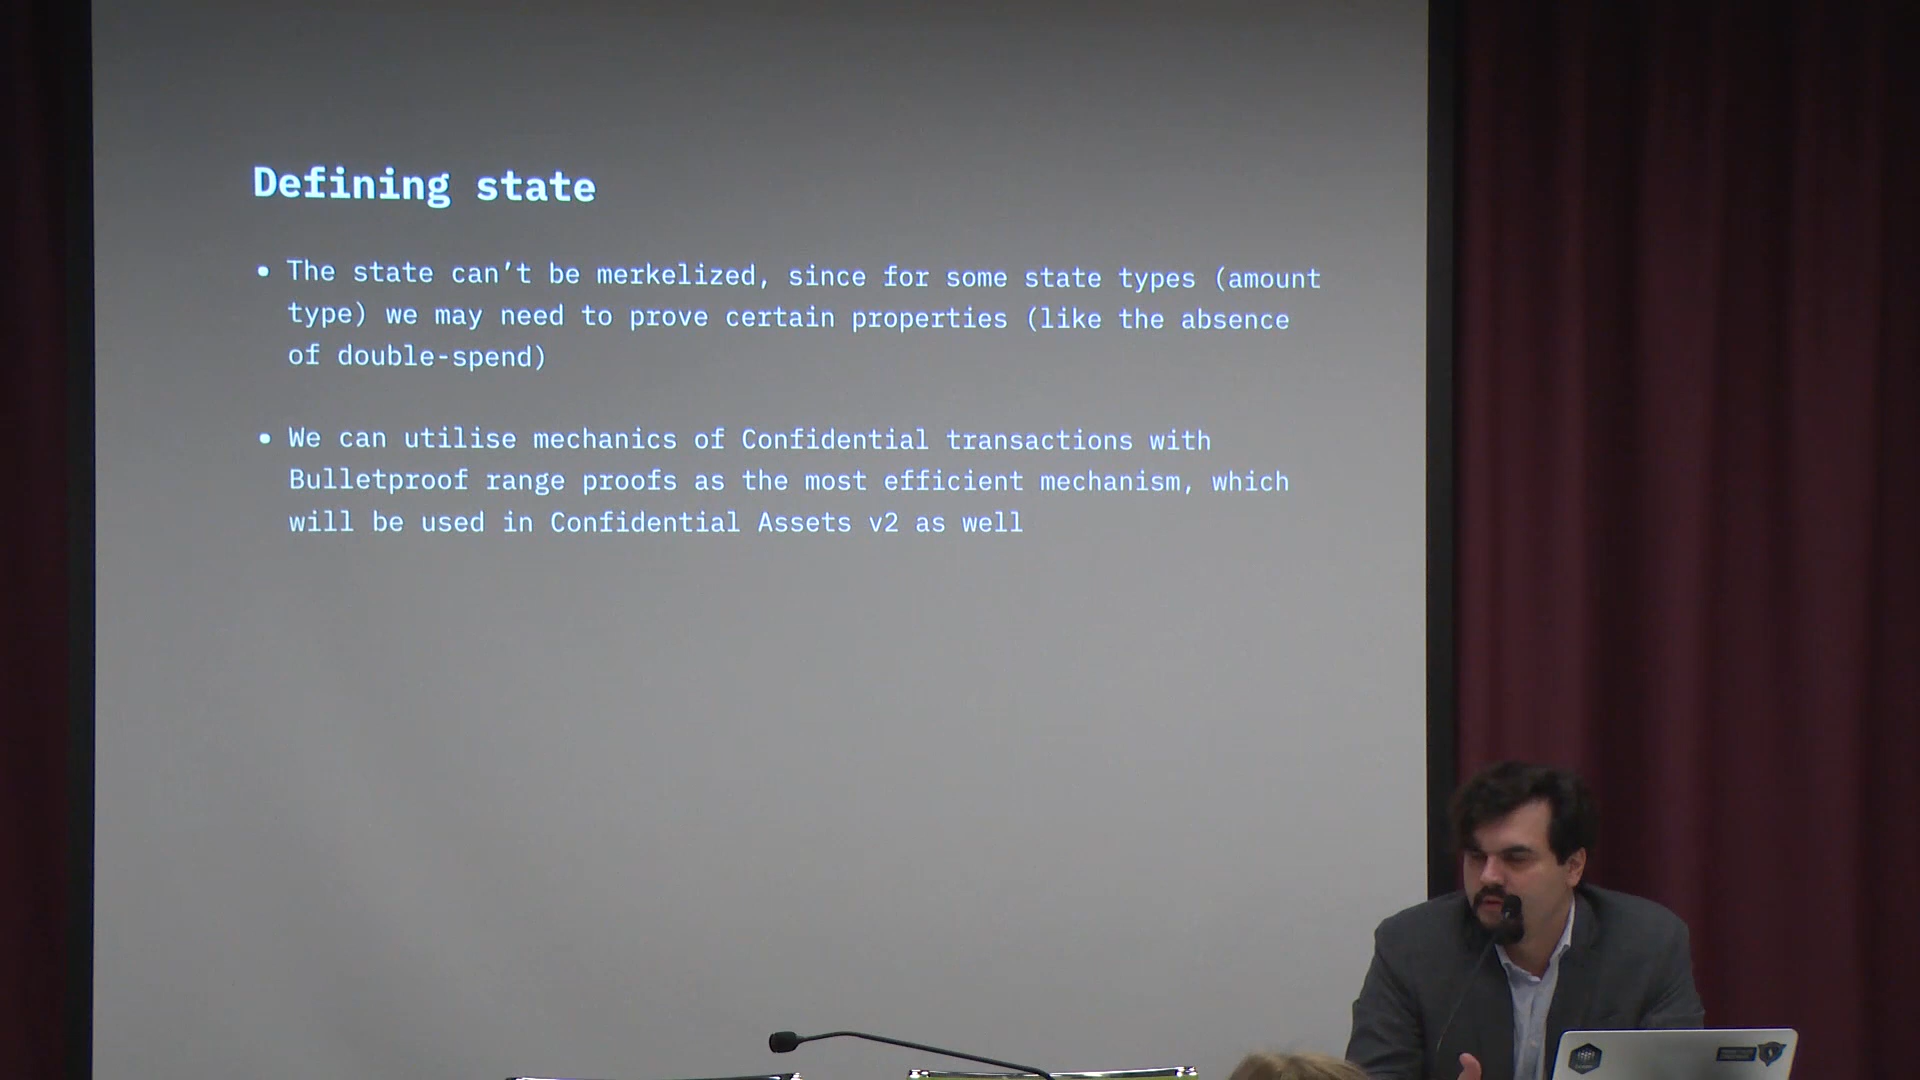 Defining state
• The state can’t be merkelized, since for some state types (amount
type) we may need to prove certain properties (like the absence
of double-spend)
• We can utilise mechanics of Confidential transactions with
Bulletproof range proofs as the most efficient mechanism, which
will be used in Confidential Assets v2 as well